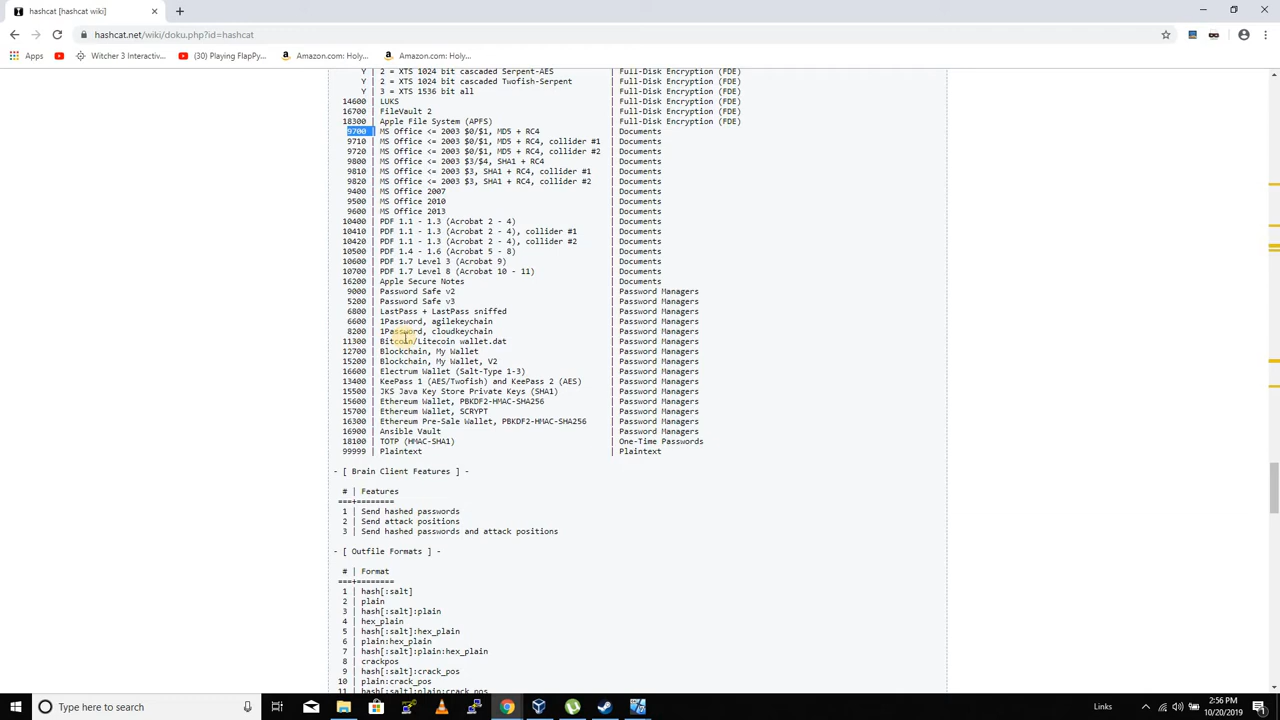 hashcat [hashcat wiki]
hashcat.net/wiki/doku.php?id=hashcat
Apps
Witcher 3 Interactiv...
(30) Playing FlapPy...
Amazon.com: Holy...
Amazon.com: Holy...
Y | 2 = XTS 1024 bit cascaded Serpent-AES | Full-Disk Encryption (FDE)
Y | 2 = XTS 1024 bit cascaded Twofish-Serpent | Full-Disk Encryption (FDE)
Y | 3 = XTS 1536 bit all | Full-Disk Encryption (FDE)
14600 | LUKS | Full-Disk Encryption (FDE)
16700 | FileVault 2 | Full-Disk Encryption (FDE)
18300 | Apple File System (APFS) | Full-Disk Encryption (FDE)
9700 | MS Office <= 2003 $0/$1, MD5 + RC4 | Documents
9710 | MS Office <= 2003 $0/$1, MD5 + RC4, collider #1 | Documents
9720 | MS Office <= 2003 $0/$1, MD5 + RC4, collider #2 | Documents
9800 | MS Office <= 2003 $3/$4, SHA1 + RC4 | Documents
9810 | MS Office <= 2003 $3, SHA1 + RC4, collider #1 | Documents
9820 | MS Office <= 2003 $3, SHA1 + RC4, collider #2 | Documents
9400 | MS Office 2007 | Documents
9500 | MS Office 2010 | Documents
9600 | MS Office 2013 | Documents
10400 | PDF 1.1 - 1.3 (Acrobat 2 - 4) | Documents
10410 | PDF 1.1 - 1.3 (Acrobat 2 - 4), collider #1 | Documents
10420 | PDF 1.1 - 1.3 (Acrobat 2 - 4), collider #2 | Documents
10500 | PDF 1.4 - 1.6 (Acrobat 5 - 8) | Documents
10600 | PDF 1.7 Level 3 (Acrobat 9) | Documents
10700 | PDF 1.7 Level 8 (Acrobat 10 - 11) | Documents
16200 | Apple Secure Notes | Documents
9000 | Password Safe v2 | Password Managers
5200 | Password Safe v3 | Password Managers
6800 | LastPass + LastPass sniffed | Password Managers
6600 | 1Password, agilekeychain | Password Managers
8200 | 1Password, cloudkeychain | Password Managers
11300 | Bitcoin/Litecoin wallet.dat | Password Managers
12700 | Blockchain, My Wallet | Password Managers
15200 | Blockchain, My Wallet, V2 | Password Managers
16600 | Electrum Wallet (Salt-Type 1-3) | Password Managers
13400 | KeePass 1 (AES/Twofish) and KeePass 2 (AES) | Password Managers
15500 | JKS Java Key Store Private Keys (SHA1) | Password Managers
15600 | Ethereum Wallet, PBKDF2-HMAC-SHA256 | Password Managers
15700 | Ethereum Wallet, SCRYPT | Password Managers
16300 | Ethereum Pre-Sale Wallet, PBKDF2-HMAC-SHA256 | Password Managers
16900 | Ansible Vault | Password Managers
18100 | TOTP (HMAC-SHA1) | One-Time Passwords
99999 | Plaintext | Plaintext
- [ Brain Client Features ] -
# | Features
===+========
1 | Send hashed passwords
2 | Send attack positions
3 | Send hashed passwords and attack positions
- [ Outfile Formats ] -
# | Format
===+========
1 | hash[:salt]
2 | plain
3 | hash[:salt]:plain
4 | hex_plain
5 | hash[:salt]:hex_plain
6 | plain:hex_plain
7 | hash[:salt]:plain:hex_plain
8 | crackpos
9 | hash[:salt]:crack_pos
10 | plain:crack_pos
11 | hash[:salt]:plain:crack_pos
Type here to search
Links
2:56 PM
10/20/2019
1